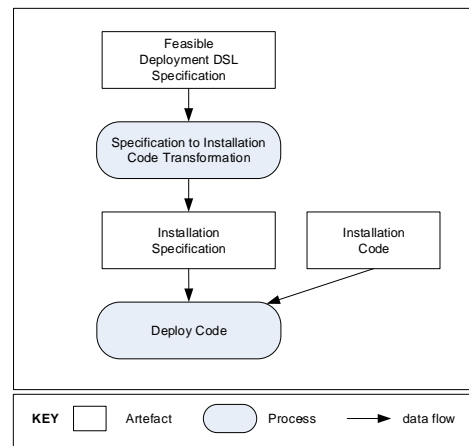 Feasible
Deployment DSL
Specification
Specification to Installation
Code Transformation
Installation
Specification
Installation
Code
Deploy Code
KEY
Artefact
Process
data flow